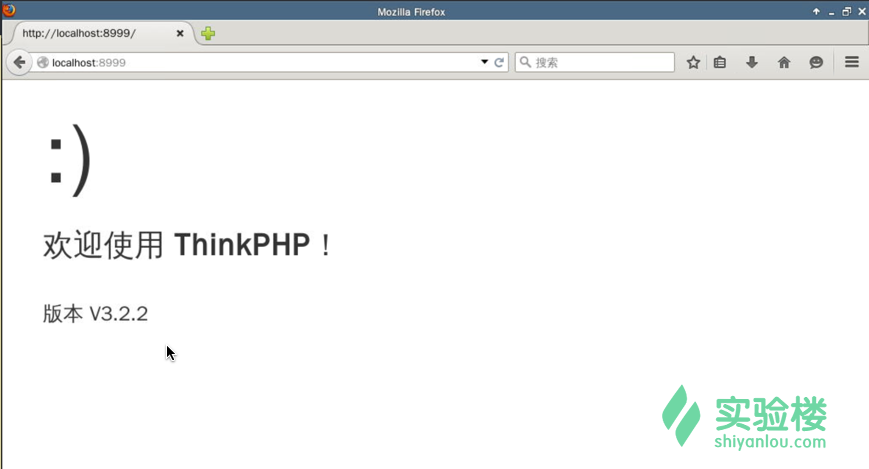 Mozilla Firefox
http://localhost:8999/
localhost:8999
搜索
:)
欢迎使用 ThinkPHP！
版本 V3.2.2
实验楼
shiyanlou.com